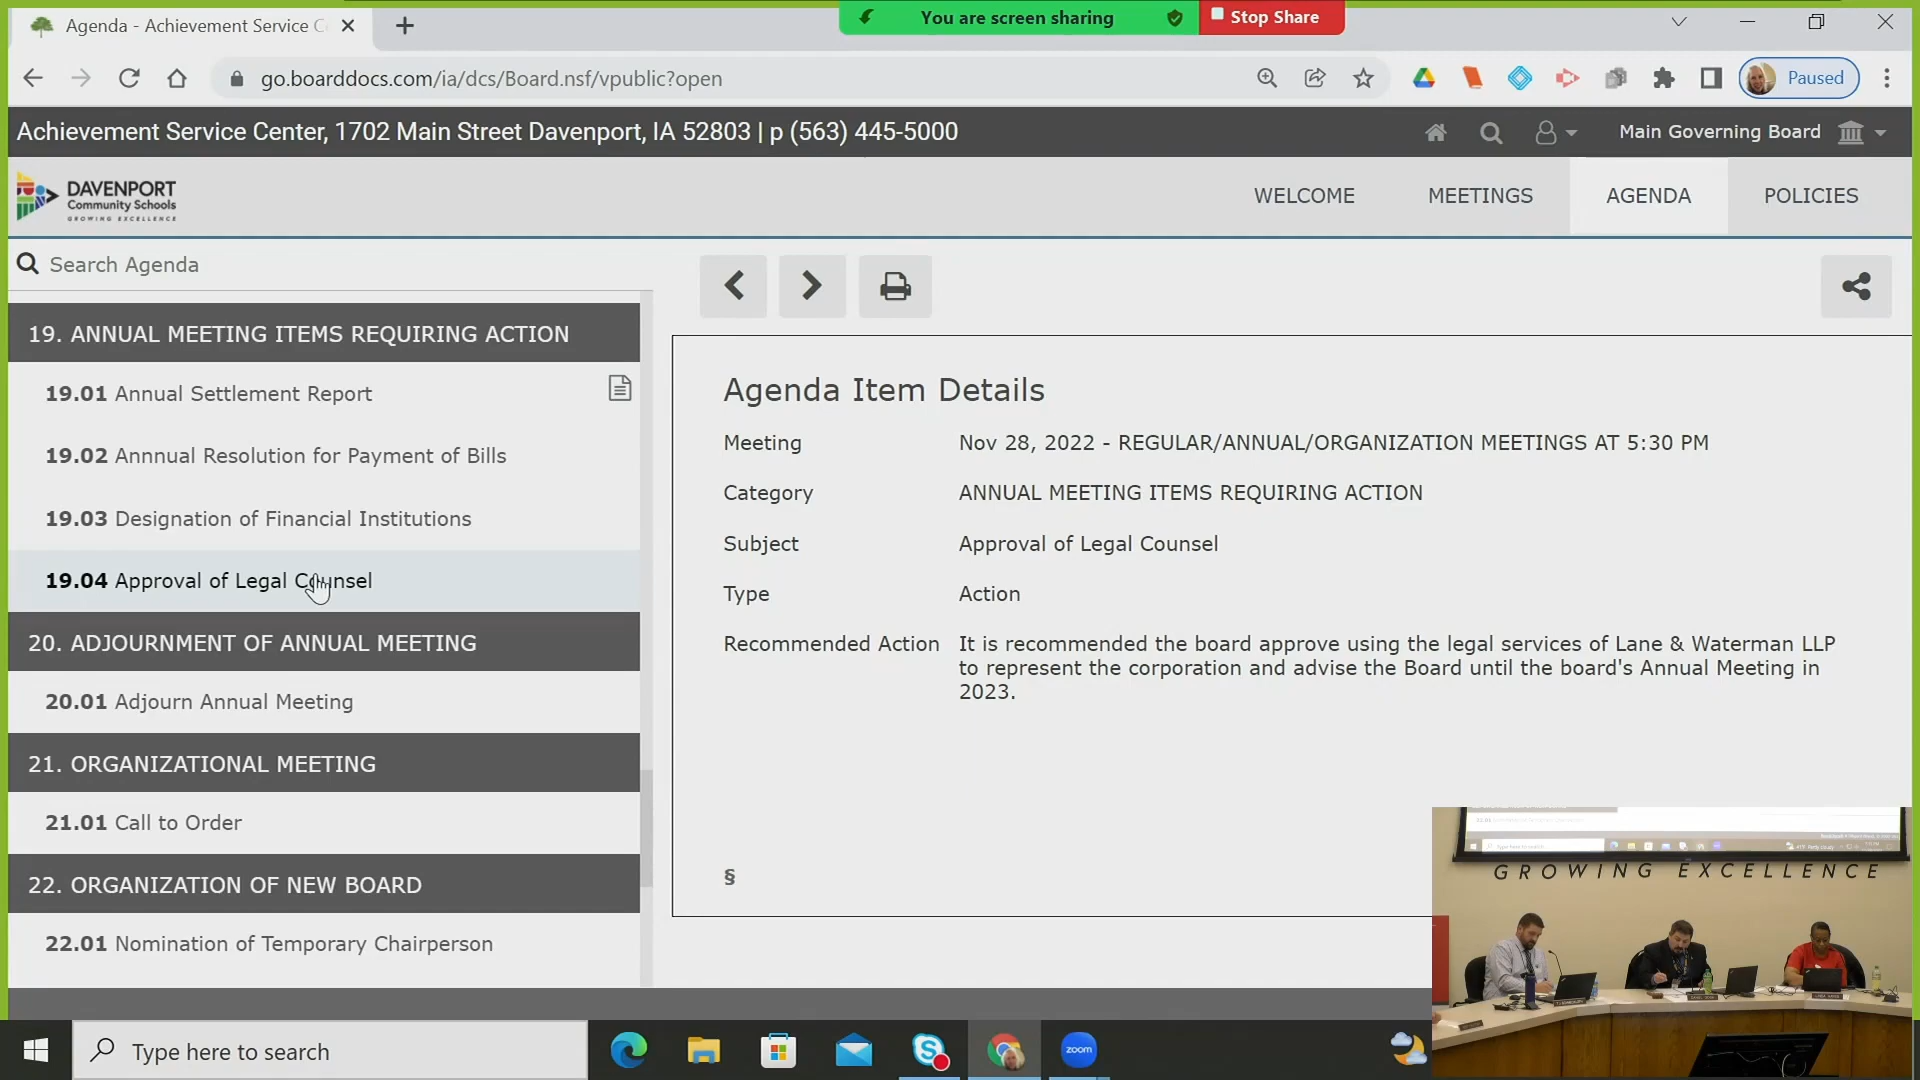 Agenda - Achievement Service C
You are screen sharing
Stop Share
go.boarddocs.com/ia/dcs/Board.nsf/vpublic?open
Paused
Achievement Service Center, 1702 Main Street Davenport, IA 52803 | p (563) 445-5000
Main Governing Board
DAVENPORT
Community Schools
GROWING EXCELLENCE
WELCOME
MEETINGS
AGENDA
POLICIES
Search Agenda
19. ANNUAL MEETING ITEMS REQUIRING ACTION
19.01 Annual Settlement Report
19.02 Annnual Resolution for Payment of Bills
19.03 Designation of Financial Institutions
19.04 Approval of Legal Counsel
20. ADJOURNMENT OF ANNUAL MEETING
20.01 Adjourn Annual Meeting
21. ORGANIZATIONAL MEETING
21.01 Call to Order
22. ORGANIZATION OF NEW BOARD
22.01 Nomination of Temporary Chairperson
Agenda Item Details
Meeting Nov 28, 2022 - REGULAR/ANNUAL/ORGANIZATION MEETINGS AT 5:30 PM
Category ANNUAL MEETING ITEMS REQUIRING ACTION
Subject Approval of Legal Counsel
Type Action
Recommended Action It is recommended the board approve using the legal services of Lane & Waterman LLP
to represent the corporation and advise the Board until the board's Annual Meeting in
2023.
§
GROWING EXCELLENCE
Type here to search
zoom